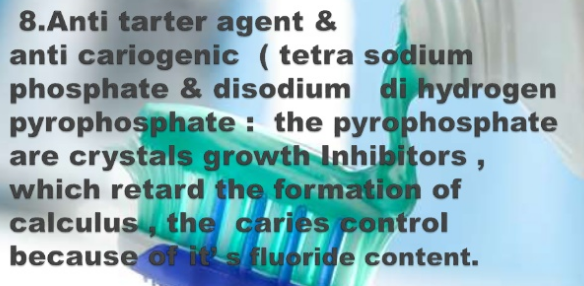 8.Anti tarter agent &
anti cariogenic ( tetra sodium
phosphate & disodium di hydrogen
pyrophosphate : the pyrophosphate
are crystals growth Inhibitors ,
which retard the formation of
calculus , the caries control
because of it' s fluoride content.